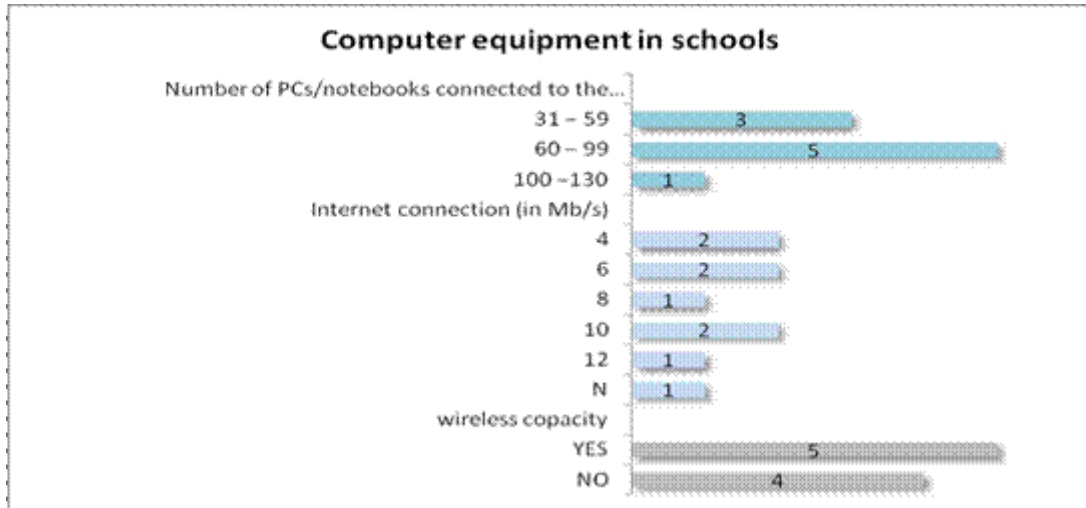 Computer equipment in schools
Number of PCs/notebooks connected to the...
31 – 59 3
60 – 99 5
100 –130 1
Internet connection (in Mb/s)
4 2
6 2
8 1
10 2
12 1
N 1
wireless copacity
YES 5
NO 4